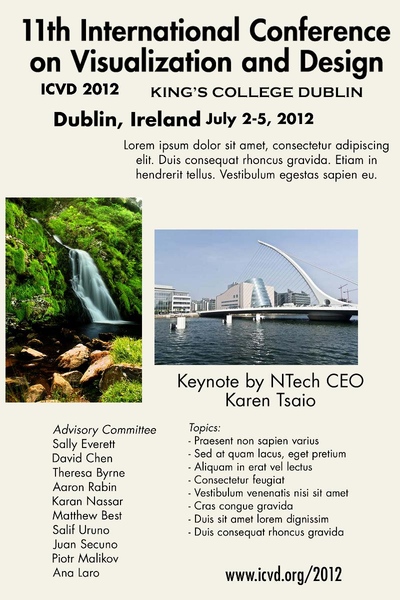 11th International Conference
on Visualization and Design
ICVD 2012 KING'S COLLEGE DUBLIN
Dublin, Ireland July 2-5, 2012
Lorem ipsum dolor sit amet, consectetur adipiscing
elit. Duis consequat rhoncus gravida. Etiam in
hendrerit tellus. Vestibulum egestas sapien eu.
Keynote by NTech CEO
Karen Tsaio
Advisory Committee
Sally Everett
David Chen
Theresa Byrne
Aaron Rabin
Karan Nassar
Matthew Best
Salif Uruno
Juan Secuno
Piotr Malikov
Ana Laro
Topics:
- Praesent non sapien varius
- Sed at quam lacus, eget pretium
- Aliquam in erat vel lectus
- Consectetur feugiat
- Vestibulum venenatis nisi sit amet
- Cras congue gravida
- Duis sit amet lorem dignissim
- Duis consequat rhoncus gravida
www.icvd.org/2012